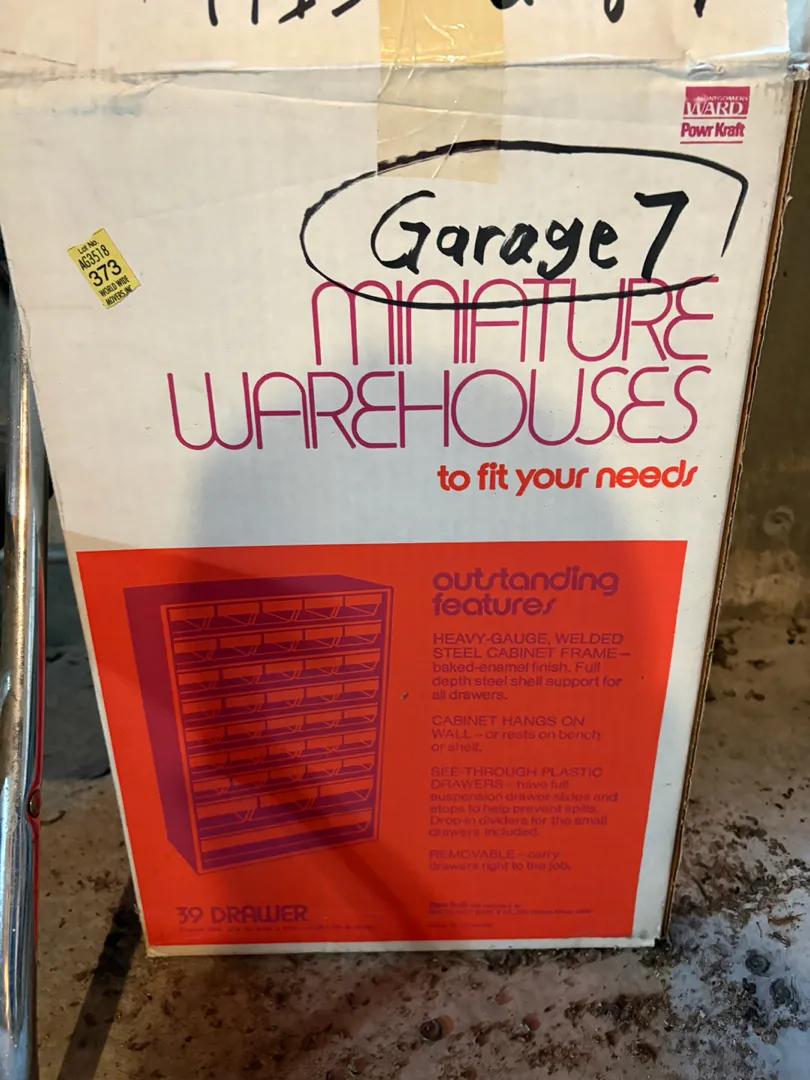 MONTGOMERY
WARD
Powr Kraft
Garage 7
Lot No.
AG3518
373
WORLD WIDE
MOVERS, INC.
MINIATURE
WAREHOUSES
to fit your needs
outstanding
features
HEAVY-GAUGE, WELDED
STEEL CABINET FRAME—
baked-enamel finish. Full
depth steel shell support for
all drawers.
CABINET HANGS ON
WALL – or rests on bench
or shelf.
SEE-THROUGH PLASTIC
DRAWERS – have full
suspension drawer slides and
stops to help prevent spills.
Drop-in dividers for the small
drawers included.
REMOVABLE – carry
drawers right to the job.
39 DRAWER